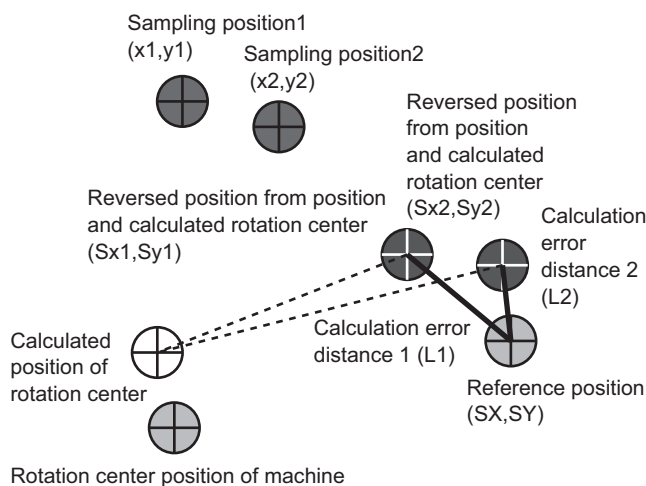 Sampling position1
(x1,y1)
Sampling position2
(x2,y2)
Reversed position
from position
and calculated
rotation center
(Sx2,Sy2)
Reversed position from position
and calculated rotation center
(Sx1,Sy1)
Calculation
error
distance 2
(L2)
Calculation error
distance 1 (L1)
Calculated
position of
rotation center
Reference position
(SX,SY)
Rotation center position of machine